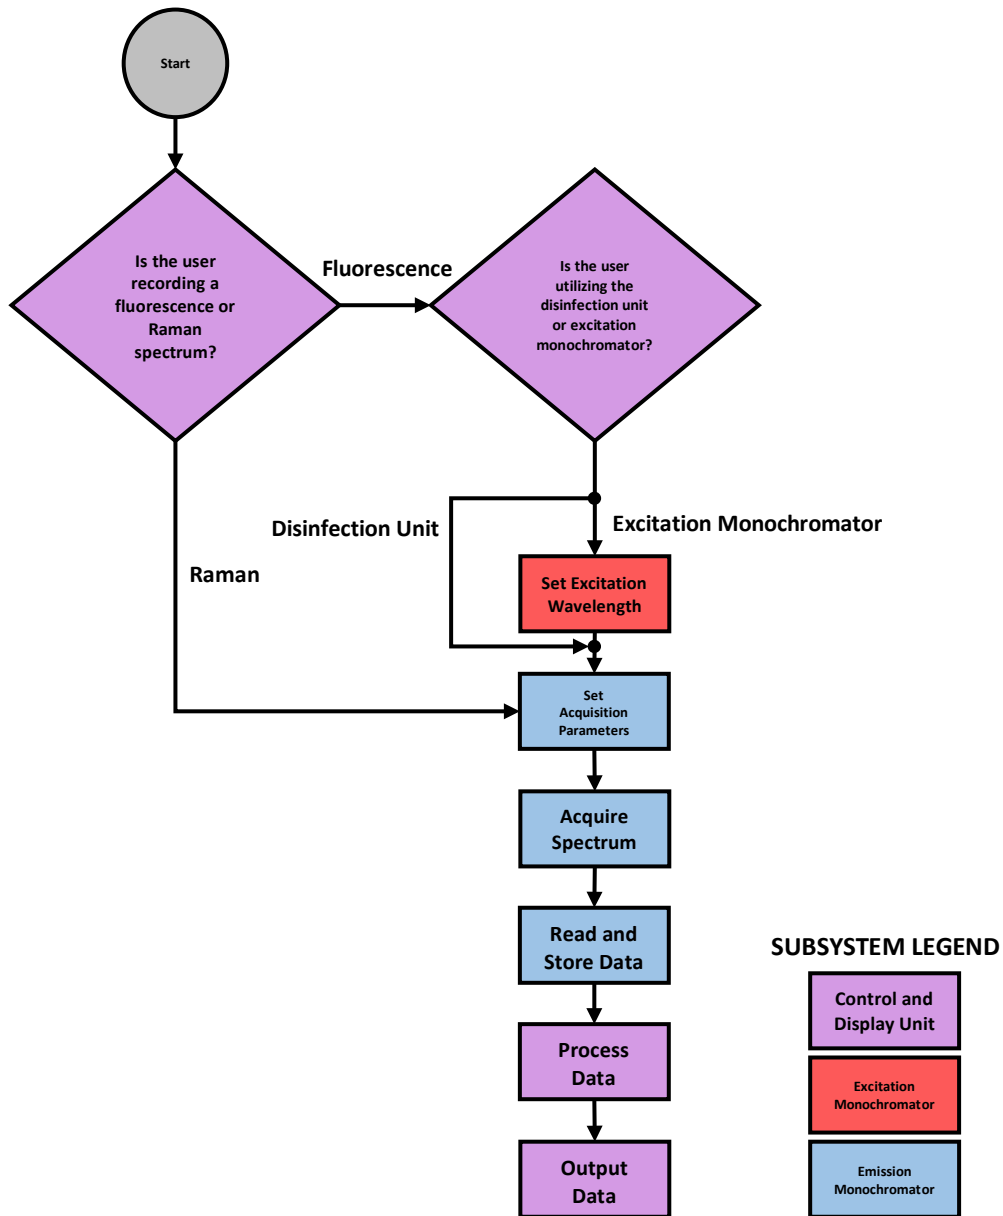 Start
Is the user
recording a
fluorescence or
Raman
spectrum?
Fluorescence
Is the user
utilizing the
disinfection unit
or excitation
monochromator?
Disinfection Unit
Excitation Monochromator
Raman
Set Excitation
Wavelength
Set
Acquisition
Parameters
Acquire
Spectrum
Read and
Store Data
Process
Data
Output
Data
SUBSYSTEM LEGEND
Control and
Display Unit
Excitation
Monochromator
Emission
Monochromator